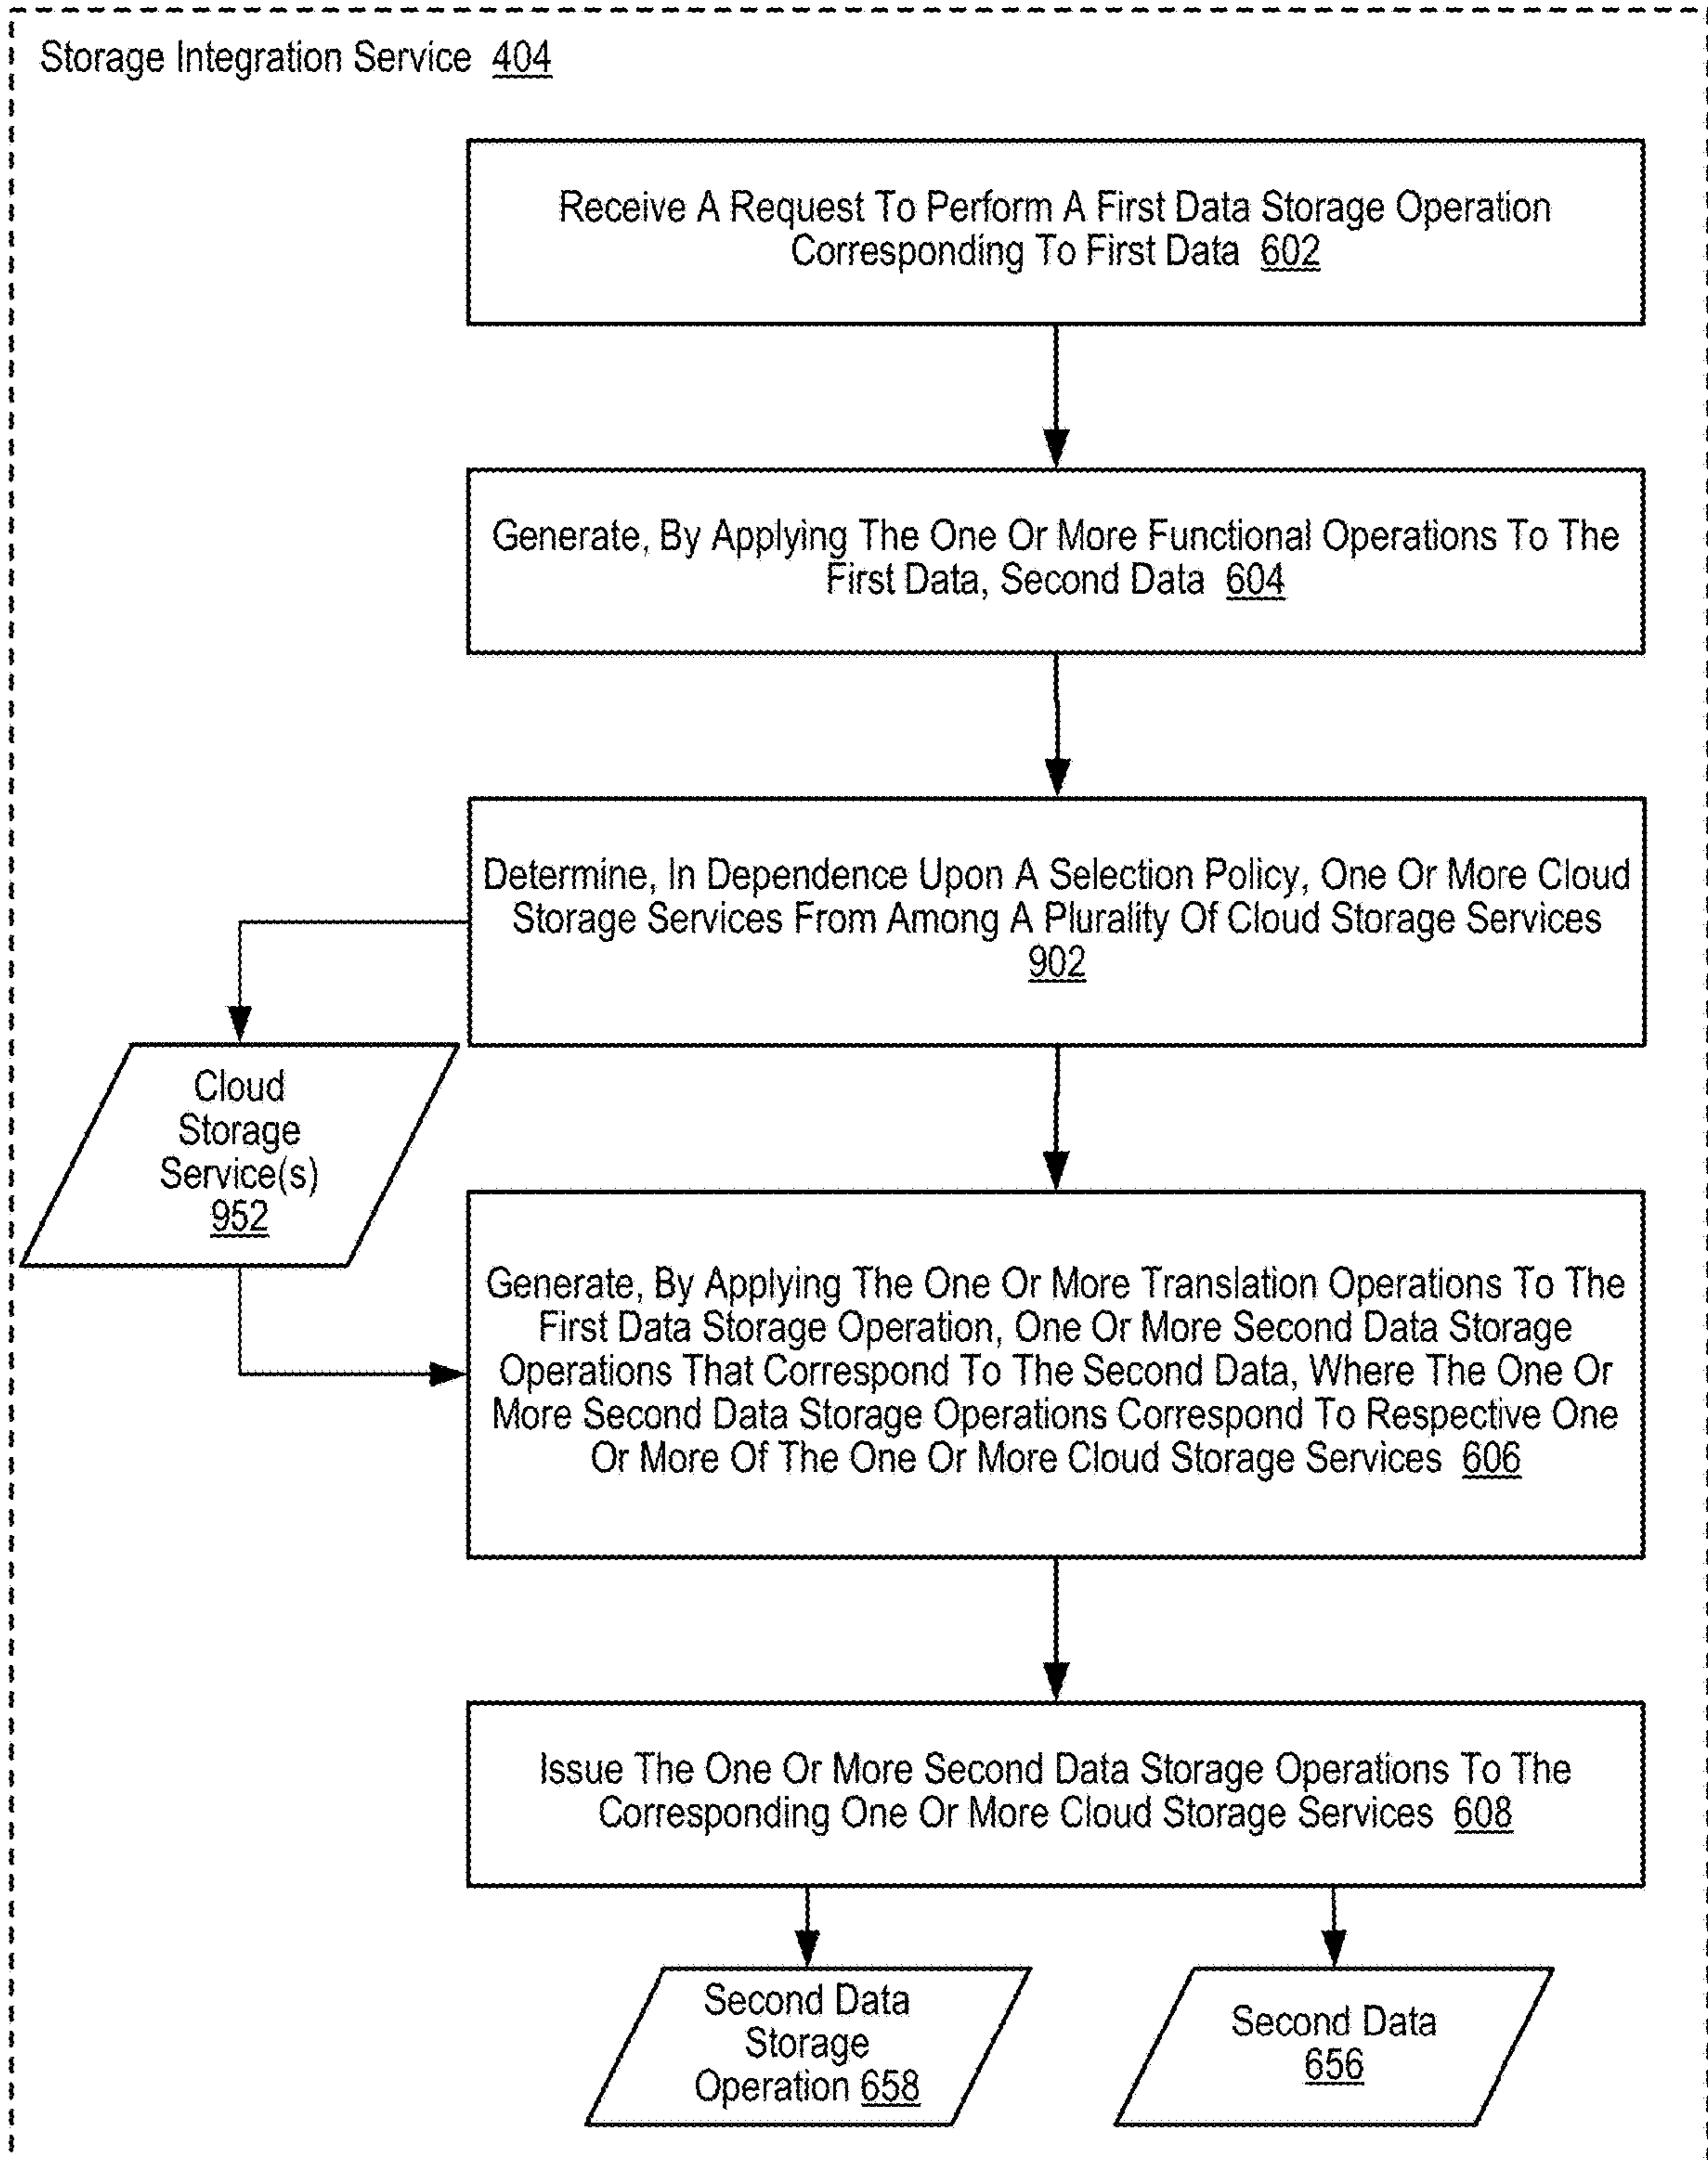 Storage Integration Service 404
Receive A Request To Perform A First Data Storage Operation
Corresponding To First Data 602
Generate, By Applying The One Or More Functional Operations To The
First Data, Second Data 604
Determine, In Dependence Upon A Selection Policy, One Or More Cloud
Storage Services From Among A Plurality Of Cloud Storage Services
902
Cloud
Storage
Service(s)
952
Generate, By Applying The One Or More Translation Operations To The
First Data Storage Operation, One Or More Second Data Storage
Operations That Correspond To The Second Data, Where The One Or
More Second Data Storage Operations Correspond To Respective One
Or More Of The One Or More Cloud Storage Services 606
Issue The One Or More Second Data Storage Operations To The
Corresponding One Or More Cloud Storage Services 608
Second Data
Storage
Operation 658
Second Data
656